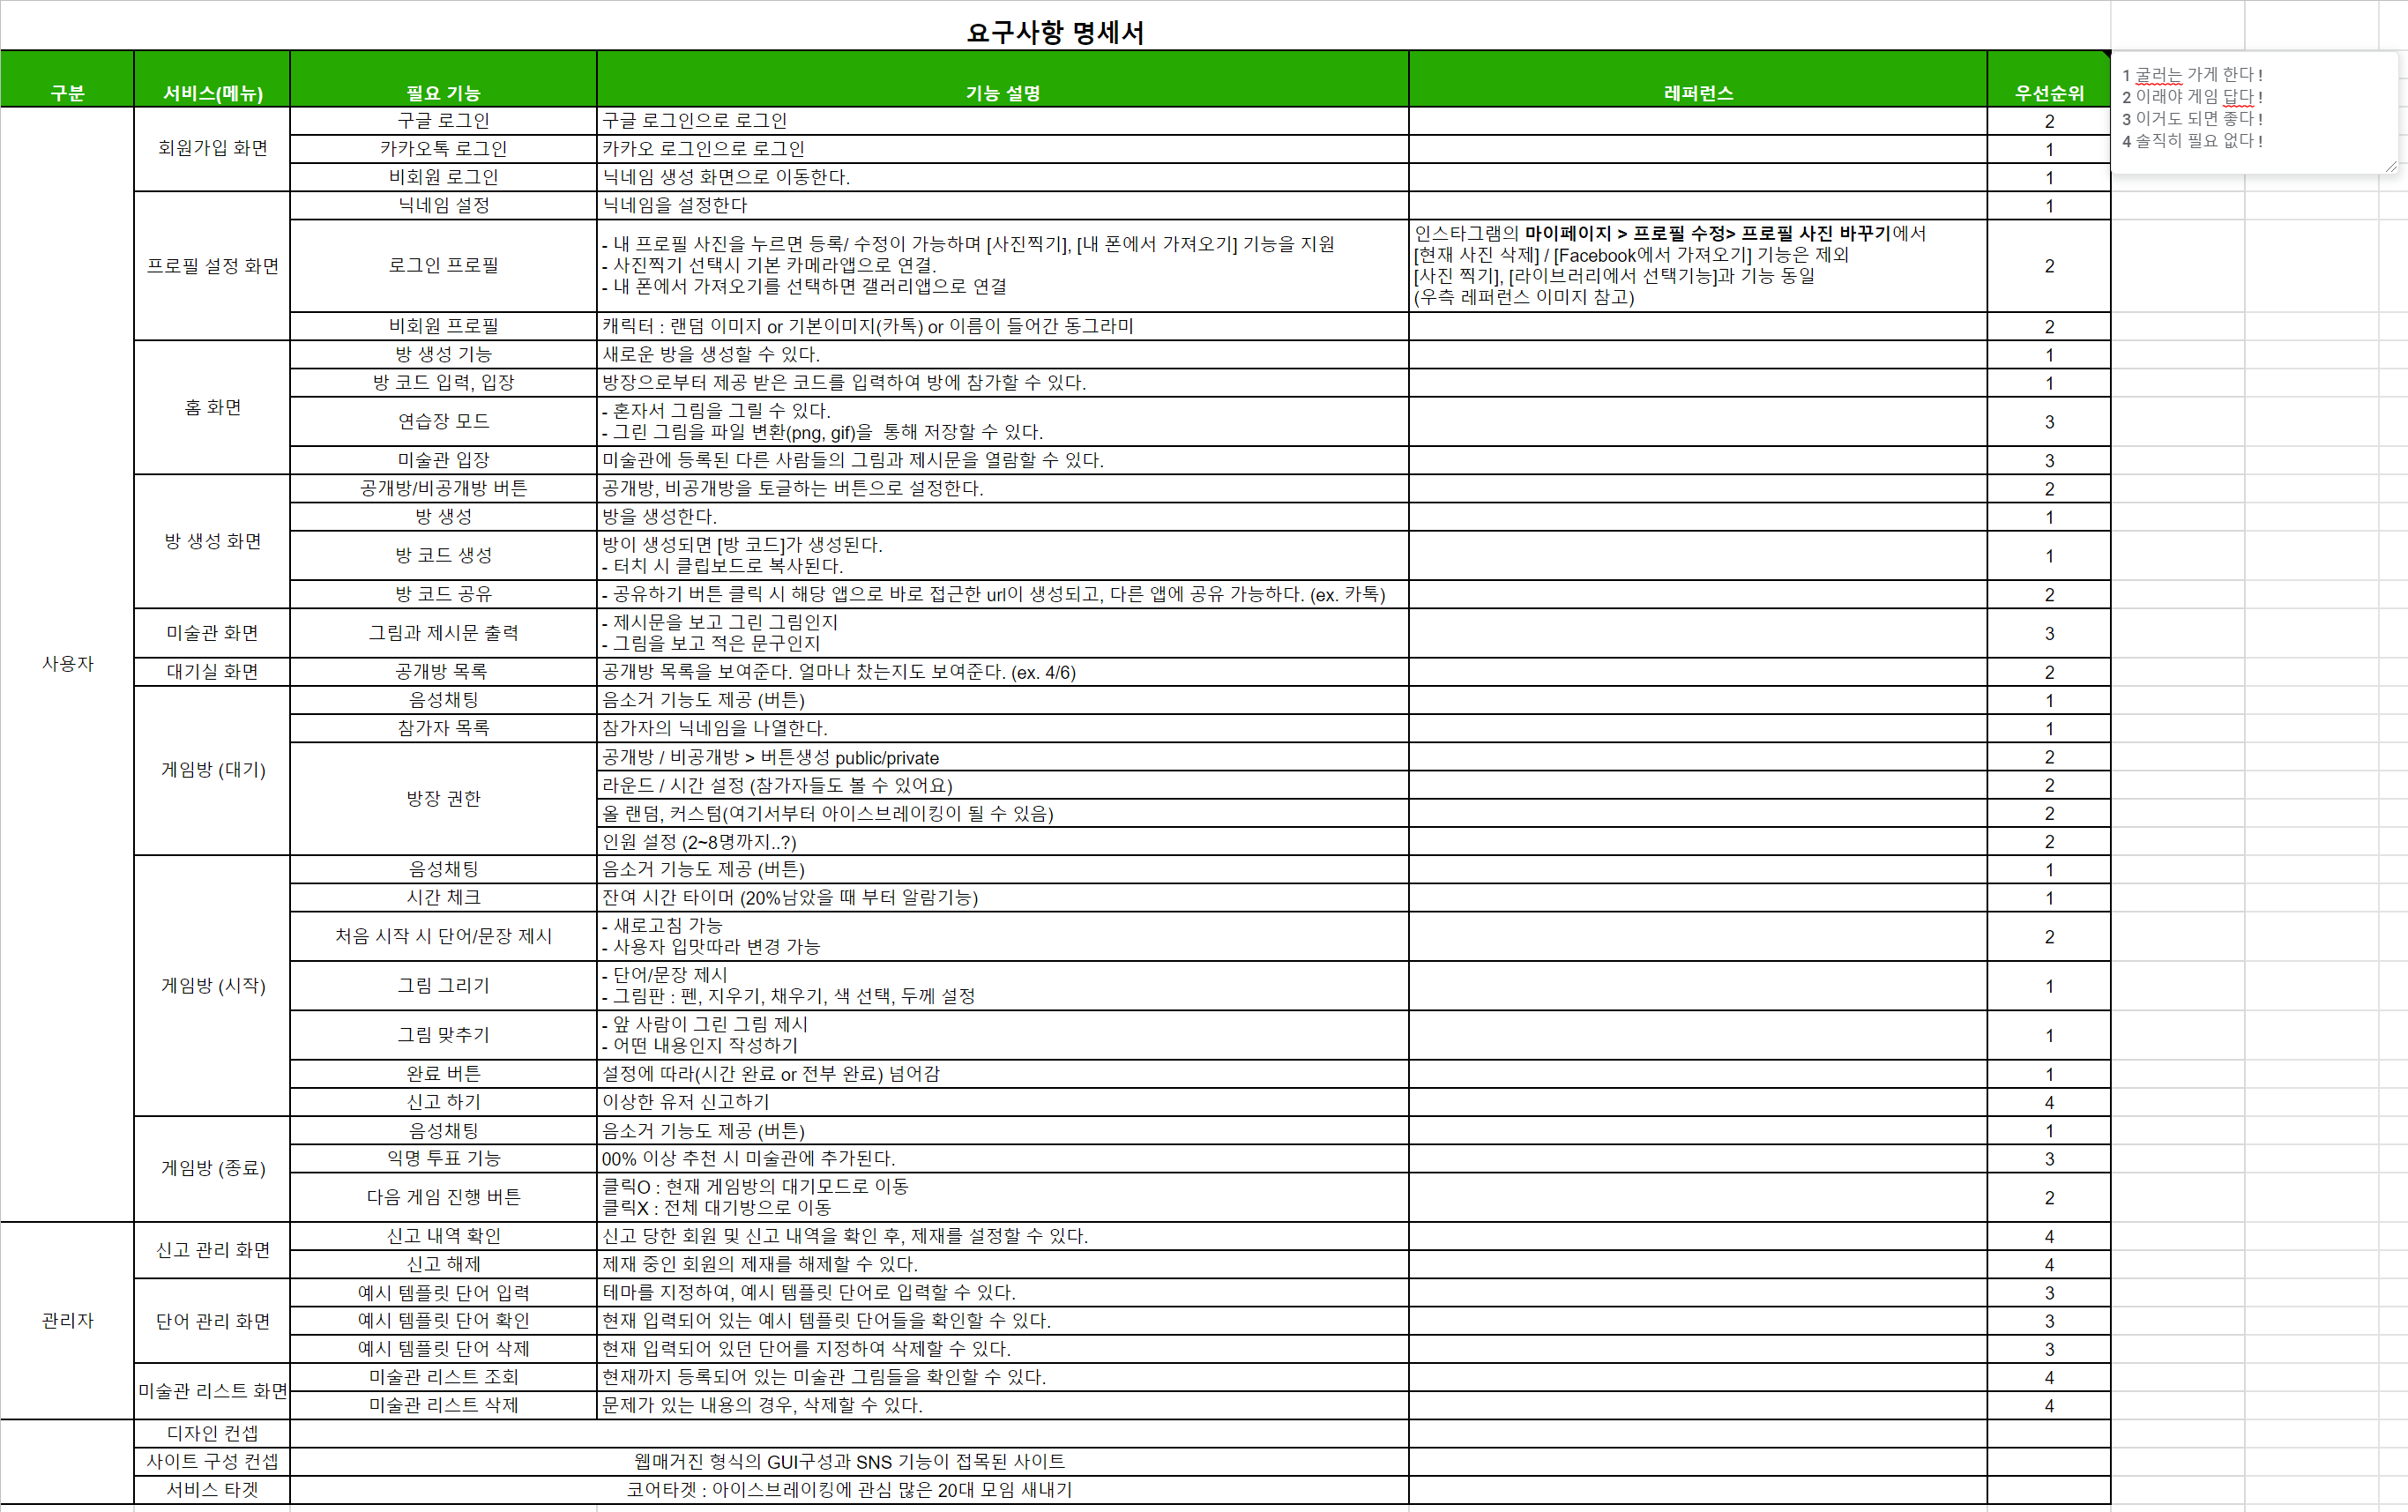 요구사항 명세서
구분 서비스(메뉴) 필요 기능 기능 설명 레퍼런스 우선순위
1 굴러는 가게 한다 !
2 이래야 게임 답다 !
3 이거도 되면 좋다 !
4 솔직히 필요 없다 !
사용자
회원가입 화면
구글 로그인 구글 로그인으로 로그인 2
카카오톡 로그인 카카오 로그인으로 로그인 1
비회원 로그인 닉네임 생성 화면으로 이동한다. 1
프로필 설정 화면
닉네임 설정 닉네임을 설정한다 1
로그인 프로필
- 내 프로필 사진을 누르면 등록/ 수정이 가능하며 [사진찍기], [내 폰에서 가져오기] 기능을 지원
- 사진찍기 선택시 기본 카메라앱으로 연결.
- 내 폰에서 가져오기를 선택하면 갤러리앱으로 연결
인스타그램의 마이페이지 > 프로필 수정> 프로필 사진 바꾸기에서
[현재 사진 삭제] / [Facebook에서 가져오기] 기능은 제외
[사진 찍기], [라이브러리에서 선택기능]과 기능 동일
(우측 레퍼런스 이미지 참고)
2
비회원 프로필 캐릭터 : 랜덤 이미지 or 기본이미지(카톡) or 이름이 들어간 동그라미 2
홈 화면
방 생성 기능 새로운 방을 생성할 수 있다. 1
방 코드 입력, 입장 방장으로부터 제공 받은 코드를 입력하여 방에 참가할 수 있다. 1
연습장 모드
- 혼자서 그림을 그릴 수 있다.
- 그린 그림을 파일 변환(png, gif)을  통해 저장할 수 있다.
3
미술관 입장 미술관에 등록된 다른 사람들의 그림과 제시문을 열람할 수 있다. 3
방 생성 화면
공개방/비공개방 버튼 공개방, 비공개방을 토글하는 버튼으로 설정한다. 2
방 생성 방을 생성한다. 1
방 코드 생성
방이 생성되면 [방 코드]가 생성된다.
- 터치 시 클립보드로 복사된다.
1
방 코드 공유 - 공유하기 버튼 클릭 시 해당 앱으로 바로 접근한 url이 생성되고, 다른 앱에 공유 가능하다. (ex. 카톡) 2
미술관 화면
그림과 제시문 출력
- 제시문을 보고 그린 그림인지
- 그림을 보고 적은 문구인지
3
대기실 화면 공개방 목록 공개방 목록을 보여준다. 얼마나 찼는지도 보여준다. (ex. 4/6) 2
게임방 (대기)
음성채팅 음소거 기능도 제공 (버튼) 1
참가자 목록 참가자의 닉네임을 나열한다. 1
방장 권한
공개방 / 비공개방 > 버튼생성 public/private 2
라운드 / 시간 설정 (참가자들도 볼 수 있어요) 2
올 랜덤, 커스텀(여기서부터 아이스브레이킹이 될 수 있음) 2
인원 설정 (2~8명까지..?) 2
게임방 (시작)
음성채팅 음소거 기능도 제공 (버튼) 1
시간 체크 잔여 시간 타이머 (20%남았을 때 부터 알람기능) 1
처음 시작 시 단어/문장 제시
- 새로고침 가능
- 사용자 입맛따라 변경 가능
2
그림 그리기
- 단어/문장 제시
- 그림판 : 펜, 지우기, 채우기, 색 선택, 두께 설정
1
그림 맞추기
- 앞 사람이 그린 그림 제시
- 어떤 내용인지 작성하기
1
완료 버튼 설정에 따라(시간 완료 or 전부 완료) 넘어감 1
신고 하기 이상한 유저 신고하기 4
게임방 (종료)
음성채팅 음소거 기능도 제공 (버튼) 1
익명 투표 기능 00% 이상 추천 시 미술관에 추가된다. 3
다음 게임 진행 버튼
클릭O : 현재 게임방의 대기모드로 이동
클릭X : 전체 대기방으로 이동
2
관리자
신고 관리 화면
신고 내역 확인 신고 당한 회원 및 신고 내역을 확인 후, 제재를 설정할 수 있다. 4
신고 해제 제재 중인 회원의 제재를 해제할 수 있다. 4
단어 관리 화면
예시 템플릿 단어 입력 테마를 지정하여, 예시 템플릿 단어로 입력할 수 있다. 3
예시 템플릿 단어 확인 현재 입력되어 있는 예시 템플릿 단어들을 확인할 수 있다. 3
예시 템플릿 단어 삭제 현재 입력되어 있던 단어를 지정하여 삭제할 수 있다. 3
미술관 리스트 화면
미술관 리스트 조회 현재까지 등록되어 있는 미술관 그림들을 확인할 수 있다. 4
미술관 리스트 삭제 문제가 있는 내용의 경우, 삭제할 수 있다. 4
디자인 컨셉
사이트 구성 컨셉 웹매거진 형식의 GUI구성과 SNS 기능이 접목된 사이트
서비스 타겟 코어타겟 : 아이스브레이킹에 관심 많은 20대 모임 새내기